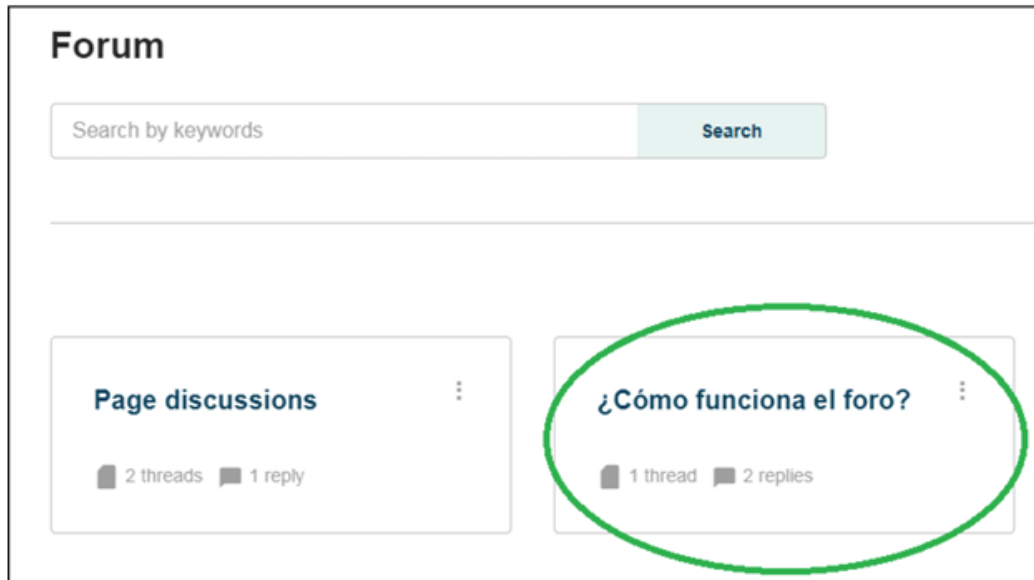 Forum
Search by keywords
Search
Page discussions
2 threads 1 reply
¿Cómo funciona el foro?
1 thread 2 replies